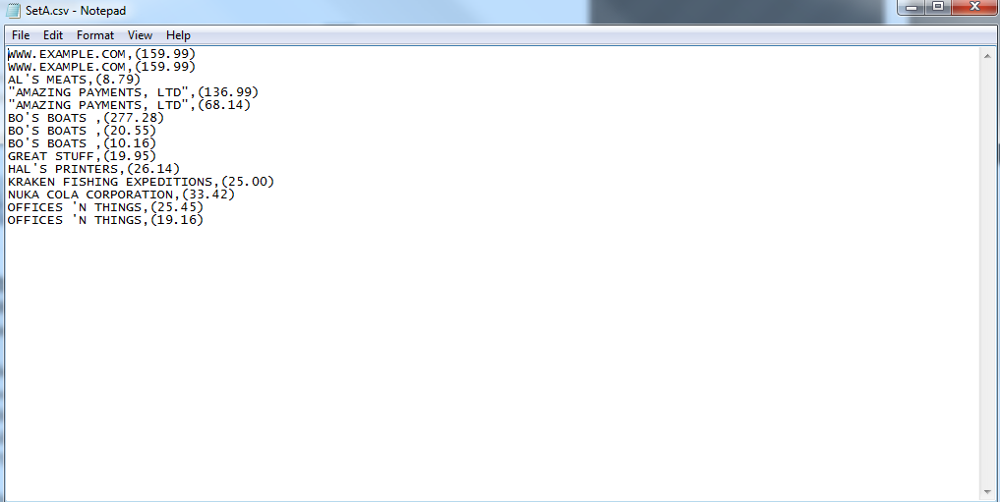 SetA.csv - Notepad
File Edit Format View Help
WWW.EXAMPLE.COM,(159.99)
WWW.EXAMPLE.COM,(159.99)
AL'S MEATS,(8.79)
"AMAZING PAYMENTS, LTD",(136.99)
"AMAZING PAYMENTS, LTD",(68.14)
BO'S BOATS ,(277.28)
BO'S BOATS ,(20.55)
BO'S BOATS ,(10.16)
GREAT STUFF,(19.95)
HAL'S PRINTERS,(26.14)
KRAKEN FISHING EXPEDITIONS,(25.00)
NUKA COLA CORPORATION,(33.42)
OFFICES 'N THINGS,(25.45)
OFFICES 'N THINGS,(19.16)